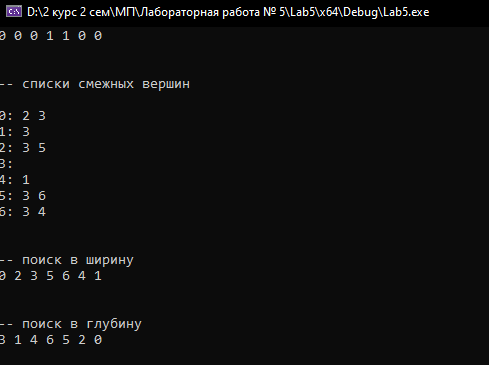 D:\2 курс 2 сем\МП\Лабораторная работа № 5\Lab5\x64\Debug\Lab5.exe
0 0 0 1 1 0 0
-- списки смежных вершин
0: 2 3
1: 3
2: 3 5
3:
4: 1
5: 3 6
6: 3 4
-- поиск в ширину
0 2 3 5 6 4 1
-- поиск в глубину
3 1 4 6 5 2 0